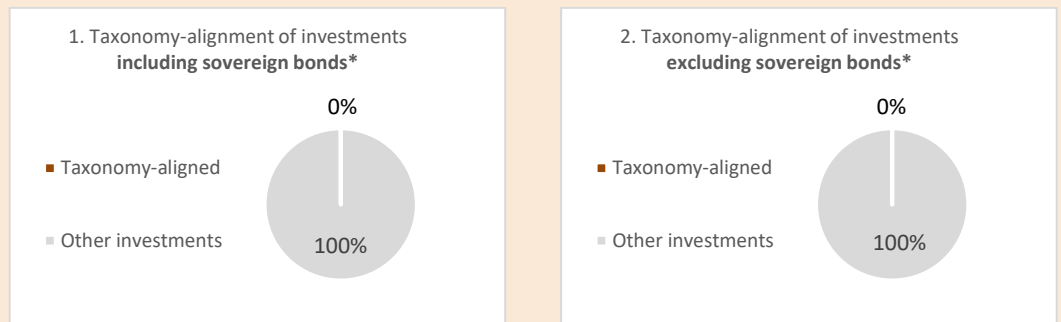 1. Taxonomy-alignment of investments
including sovereign bonds*
0%
Taxonomy-aligned
Other investments
100%
2. Taxonomy-alignment of investments
excluding sovereign bonds*
0%
Taxonomy-aligned
Other investments
100%